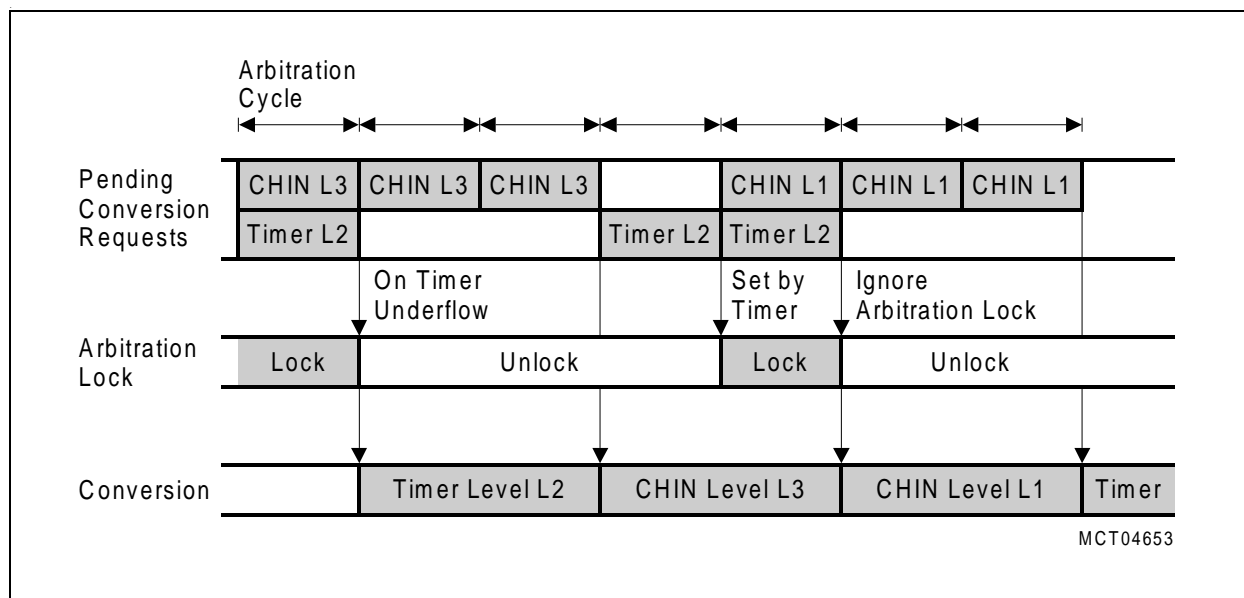 Arbitration
Cycle
Pending
Conversion
Requests
CHIN L3
CHIN L3
CHIN L3
CHIN L1
CHIN L1
CHIN L1
Timer L2
Timer L2
Timer L2
On Timer
Underflow
Set by
Timer
Ignore
Arbitration Lock
Arbitration
Lock
Lock
Unlock
Lock
Unlock
Conversion
Timer Level L2
CHIN Level L3
CHIN Level L1
Timer
MCT04653